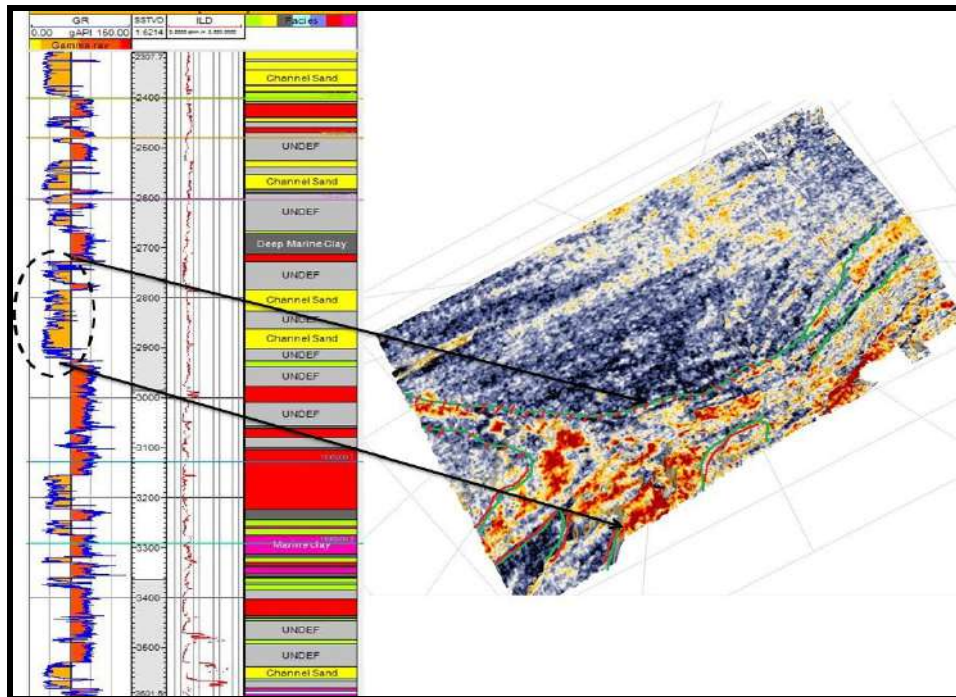 GR SSTVD ILD Facies
0.00 gAPI 150.00 1:6214
Gamma ray
2307.7
Channel Sand
2400
2500
UNDEF
Channel Sand
2600
UNDEF
2700
Deep Marine Clay
UNDEF
2800
Channel Sand
UNDEF
2900
Channel Sand
UNDEF
UNDEF
3000
UNDEF
3100
3200
3300
Marine clay
3400
UNDEF
3500
UNDEF
Channel Sand